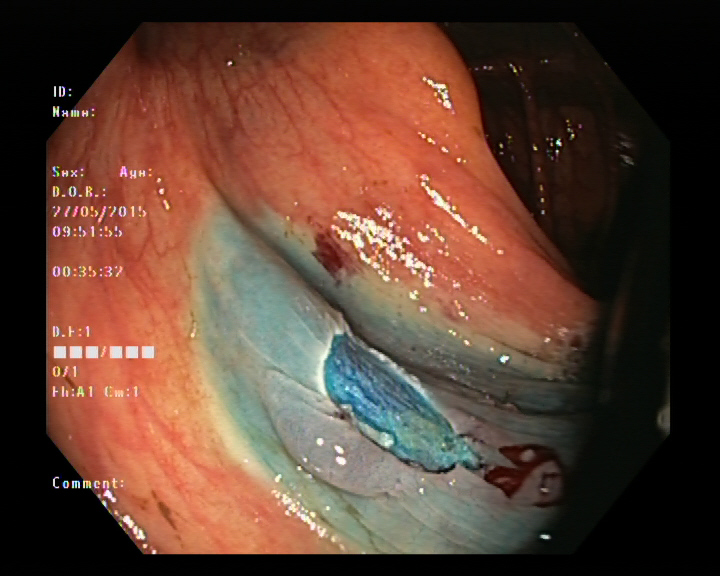 ID:
Name:
Sex: Age:
D.O.B.:
27/05/2015
09:51:55
00:35:37
D.F:1
■■■/■■■
0/1
Eh:A1 Cm:1
Comment: